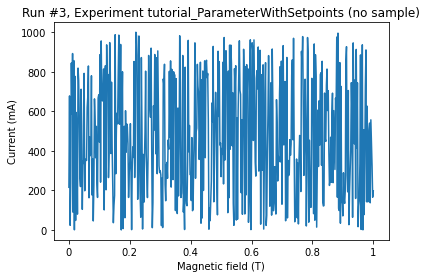 Run #3, Experiment tutorial_ParameterWithSetpoints (no sample)
1000
800
600
400
200
0
Current (mA)
0 0.2 0.4 0.6 0.8 1
Magnetic field (T)